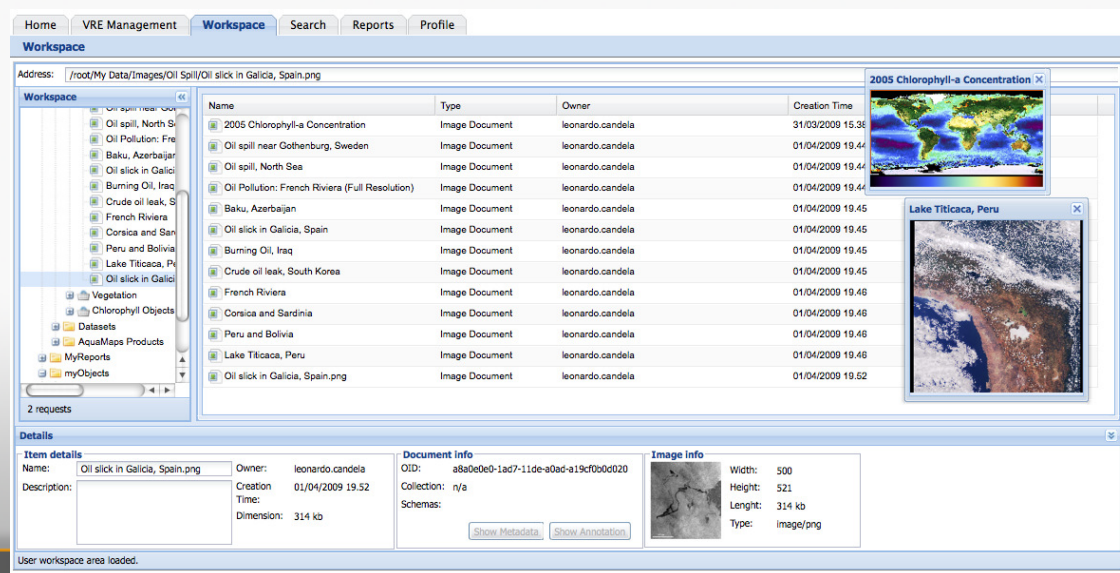 Home VRE Management Workspace Search Reports Profile
Workspace
Address: /root/My Data/Images/Oil Spill/Oil slick in Galicia, Spain.png
Workspace
Oil spill near
Oil spill, North S
Oil Pollution: Fre
Baku, Azerbaijan
Oil slick in Galici
Burning Oil, Iraq
Crude oil leak, S
French Riviera
Corsica and Sar
Peru and Bolivia
Lake Titicaca, Pe
Oil slick in Galici
Vegetation
Chlorophyll Objects
Datasets
AquaMaps Products
MyReports
myObjects
2 requests
Name Type Owner Creation Time
2005 Chlorophyll-a Concentration Image Document leonardo.candela 31/03/2009 15.38
Oil spill near Gothenburg, Sweden Image Document leonardo.candela 01/04/2009 19.44
Oil spill, North Sea Image Document leonardo.candela 01/04/2009 19.44
Oil Pollution: French Riviera (Full Resolution) Image Document leonardo.candela 01/04/2009 19.44
Baku, Azerbaijan Image Document leonardo.candela 01/04/2009 19.45
Oil slick in Galicia, Spain Image Document leonardo.candela 01/04/2009 19.45
Burning Oil, Iraq Image Document leonardo.candela 01/04/2009 19.45
Crude oil leak, South Korea Image Document leonardo.candela 01/04/2009 19.45
French Riviera Image Document leonardo.candela 01/04/2009 19.46
Corsica and Sardinia Image Document leonardo.candela 01/04/2009 19.46
Peru and Bolivia Image Document leonardo.candela 01/04/2009 19.46
Lake Titicaca, Peru Image Document leonardo.candela 01/04/2009 19.46
Oil slick in Galicia, Spain.png Image Document leonardo.candela 01/04/2009 19.52
2005 Chlorophyll-a Concentration
Lake Titicaca, Peru
Details
Item details
Name: Oil slick in Galicia, Spain.png
Description:
Owner: leonardo.candela
Creation Time: 01/04/2009 19.52
Dimension: 314 kb
Document info
OID: a8a0e0e0-1ad7-11de-a0ad-a19cf0b0d020
Collection: n/a
Schemas:
Show Metadata Show Annotation
Image info
Width: 500
Height: 521
Lenght: 314 kb
Type: image/png
User workspace area loaded.